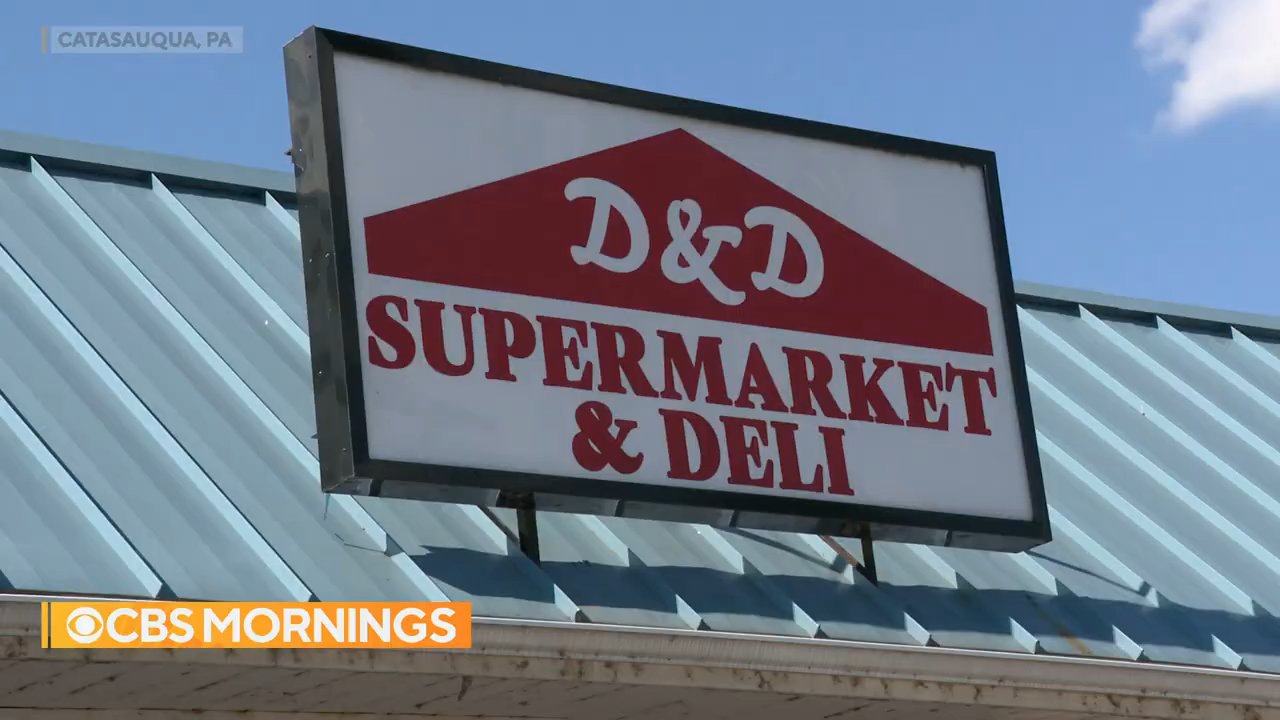 CATASAUQUA, PA
D&D
SUPERMARKET
& DELI
CBS MORNINGS